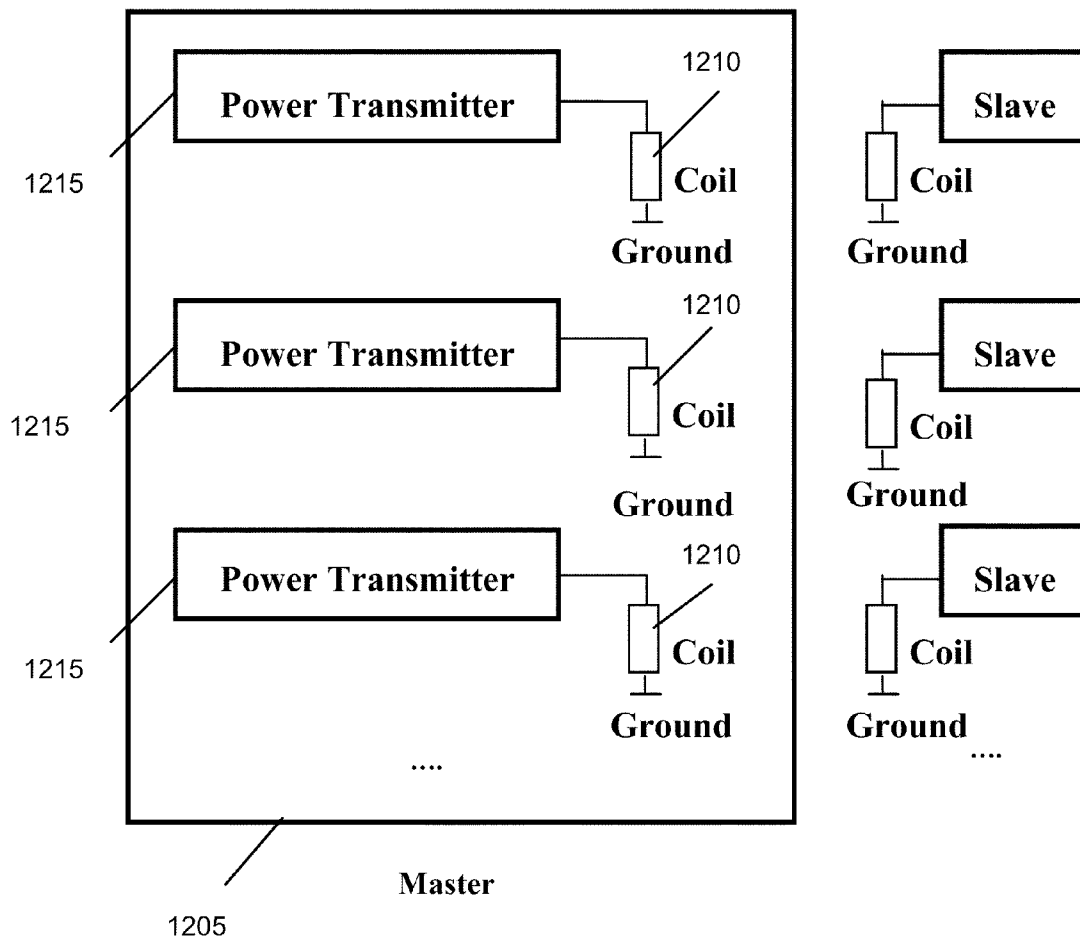 1210
Power Transmitter
Slave
1215
Coil
Coil
Ground
Ground
1210
Power Transmitter
Slave
1215
Coil
Coil
Ground
Ground
1210
Power Transmitter
Slave
1215
Coil
Coil
Ground
Ground
....
....
Master
1205